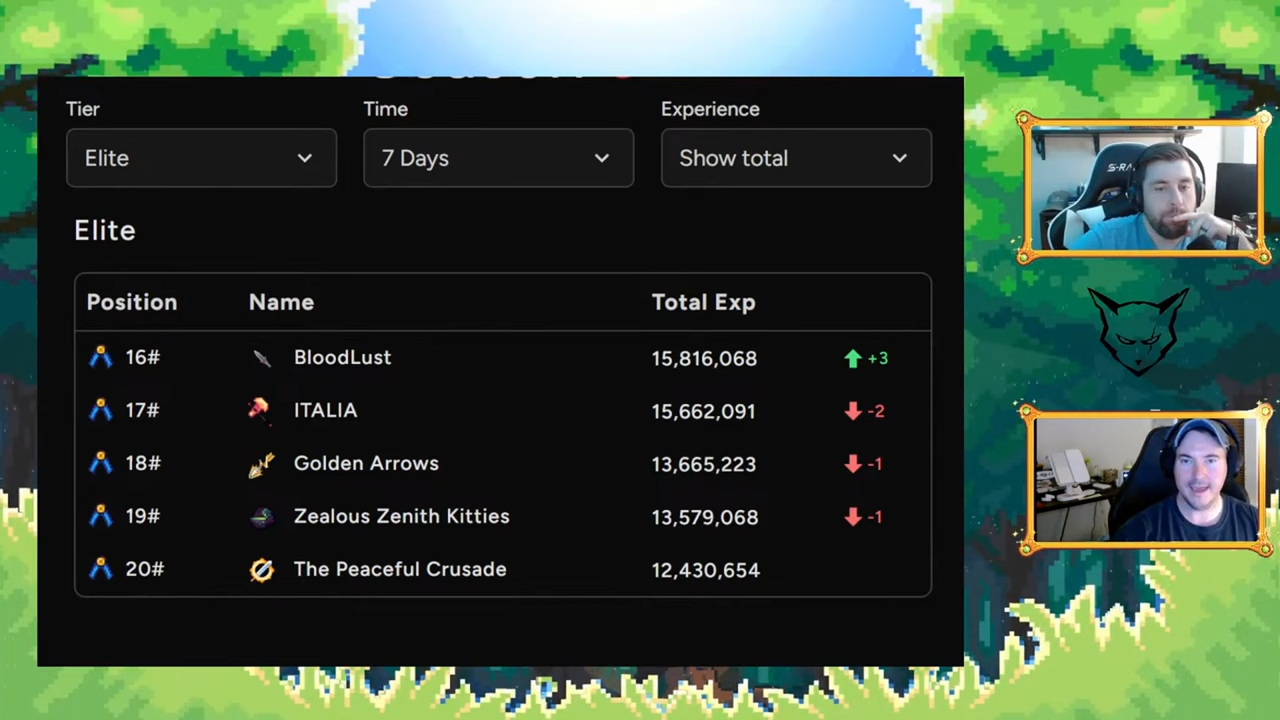 Tier Time Experience
Elite 7 Days Show total
Elite
Position Name Total Exp
16# BloodLust 15,816,068 +3
17# ITALIA 15,662,091 -2
18# Golden Arrows 13,665,223 -1
19# Zealous Zenith Kitties 13,579,068 -1
20# The Peaceful Crusade 12,430,654